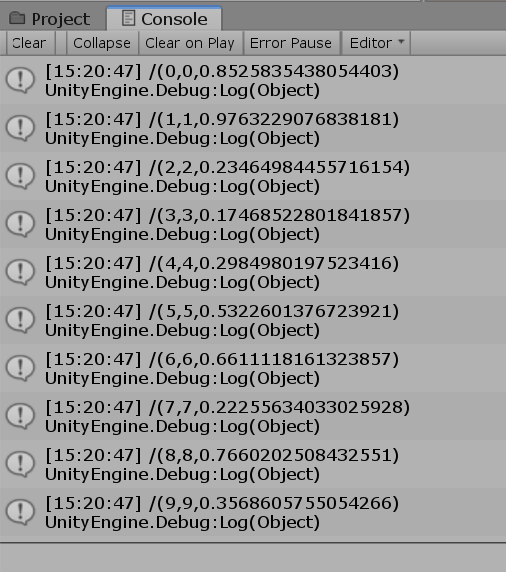 Project Console
Clear Collapse Clear on Play Error Pause Editor
[15:20:47] /(0,0,0.8525835438054403)
UnityEngine.Debug:Log(Object)
[15:20:47] /(1,1,0.9763229076838181)
UnityEngine.Debug:Log(Object)
[15:20:47] /(2,2,0.23464984455716154)
UnityEngine.Debug:Log(Object)
[15:20:47] /(3,3,0.17468522801841857)
UnityEngine.Debug:Log(Object)
[15:20:47] /(4,4,0.2984980197523416)
UnityEngine.Debug:Log(Object)
[15:20:47] /(5,5,0.5322601376723921)
UnityEngine.Debug:Log(Object)
[15:20:47] /(6,6,0.6611118161323857)
UnityEngine.Debug:Log(Object)
[15:20:47] /(7,7,0.22255634033025928)
UnityEngine.Debug:Log(Object)
[15:20:47] /(8,8,0.7660202508432551)
UnityEngine.Debug:Log(Object)
[15:20:47] /(9,9,0.3568605755054266)
UnityEngine.Debug:Log(Object)